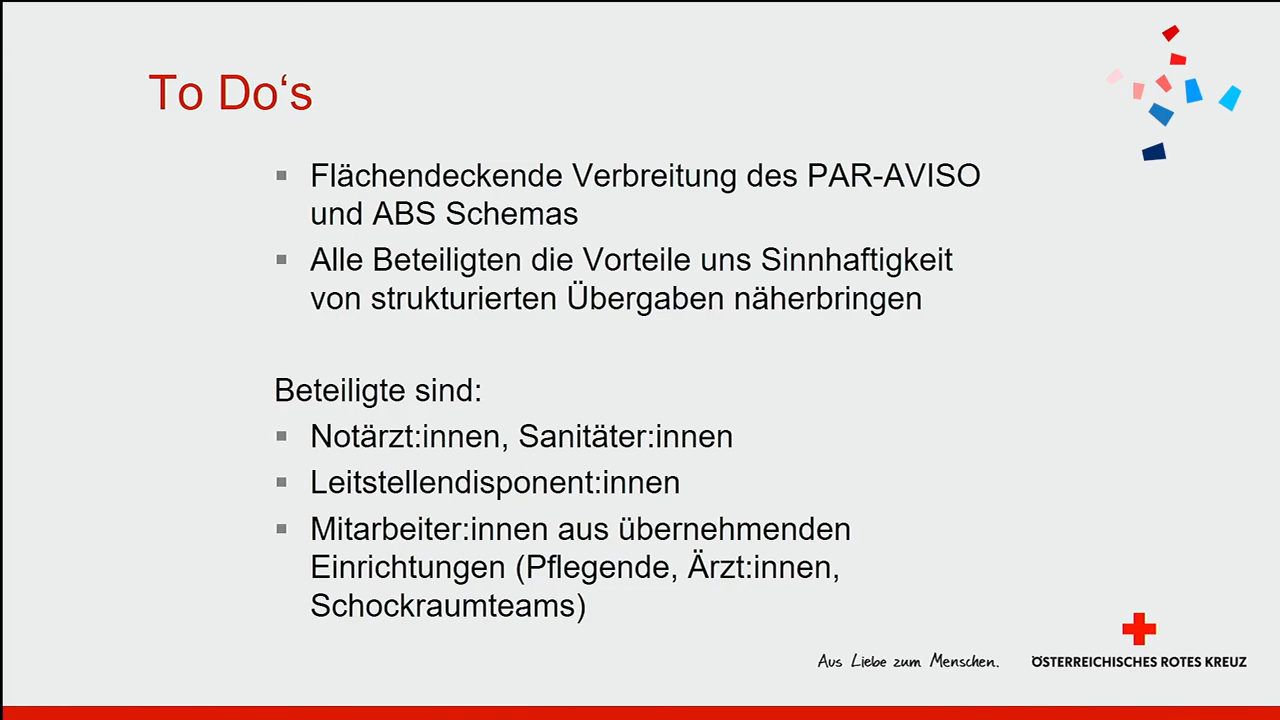 To Do‘s
Flächendeckende Verbreitung des PAR-AVISO
und ABS Schemas
Alle Beteiligten die Vorteile uns Sinnhaftigkeit
von strukturierten Übergaben näherbringen
Beteiligte sind:
Notärzt:innen, Sanitäter:innen
Leitstellendisponent:innen
Mitarbeiter:innen aus übernehmenden
Einrichtungen (Pflegende, Ärzt:innen,
Schockraumteams)
Aus Liebe zum Menschen.
ÖSTERREICHISCHES ROTES KREUZ